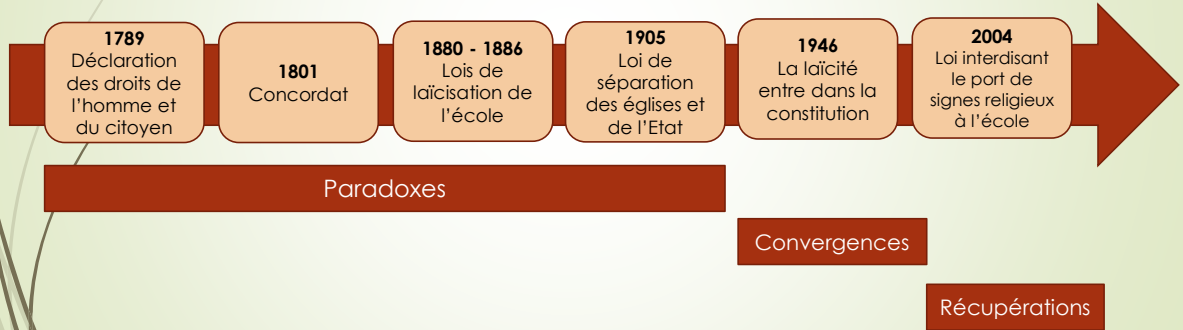 1789
Déclaration
des droits de
l'homme et
du citoyen
1801
Concordat
1880 - 1886
Lois de
laïcisation de
l'école
1905
Loi de
séparation
des églises et
de l'Etat
1946
La laïcité
entre dans la
constitution
2004
Loi interdisant
le port de
signes religieux
à l'école
Paradoxes
Convergences
Récupérations